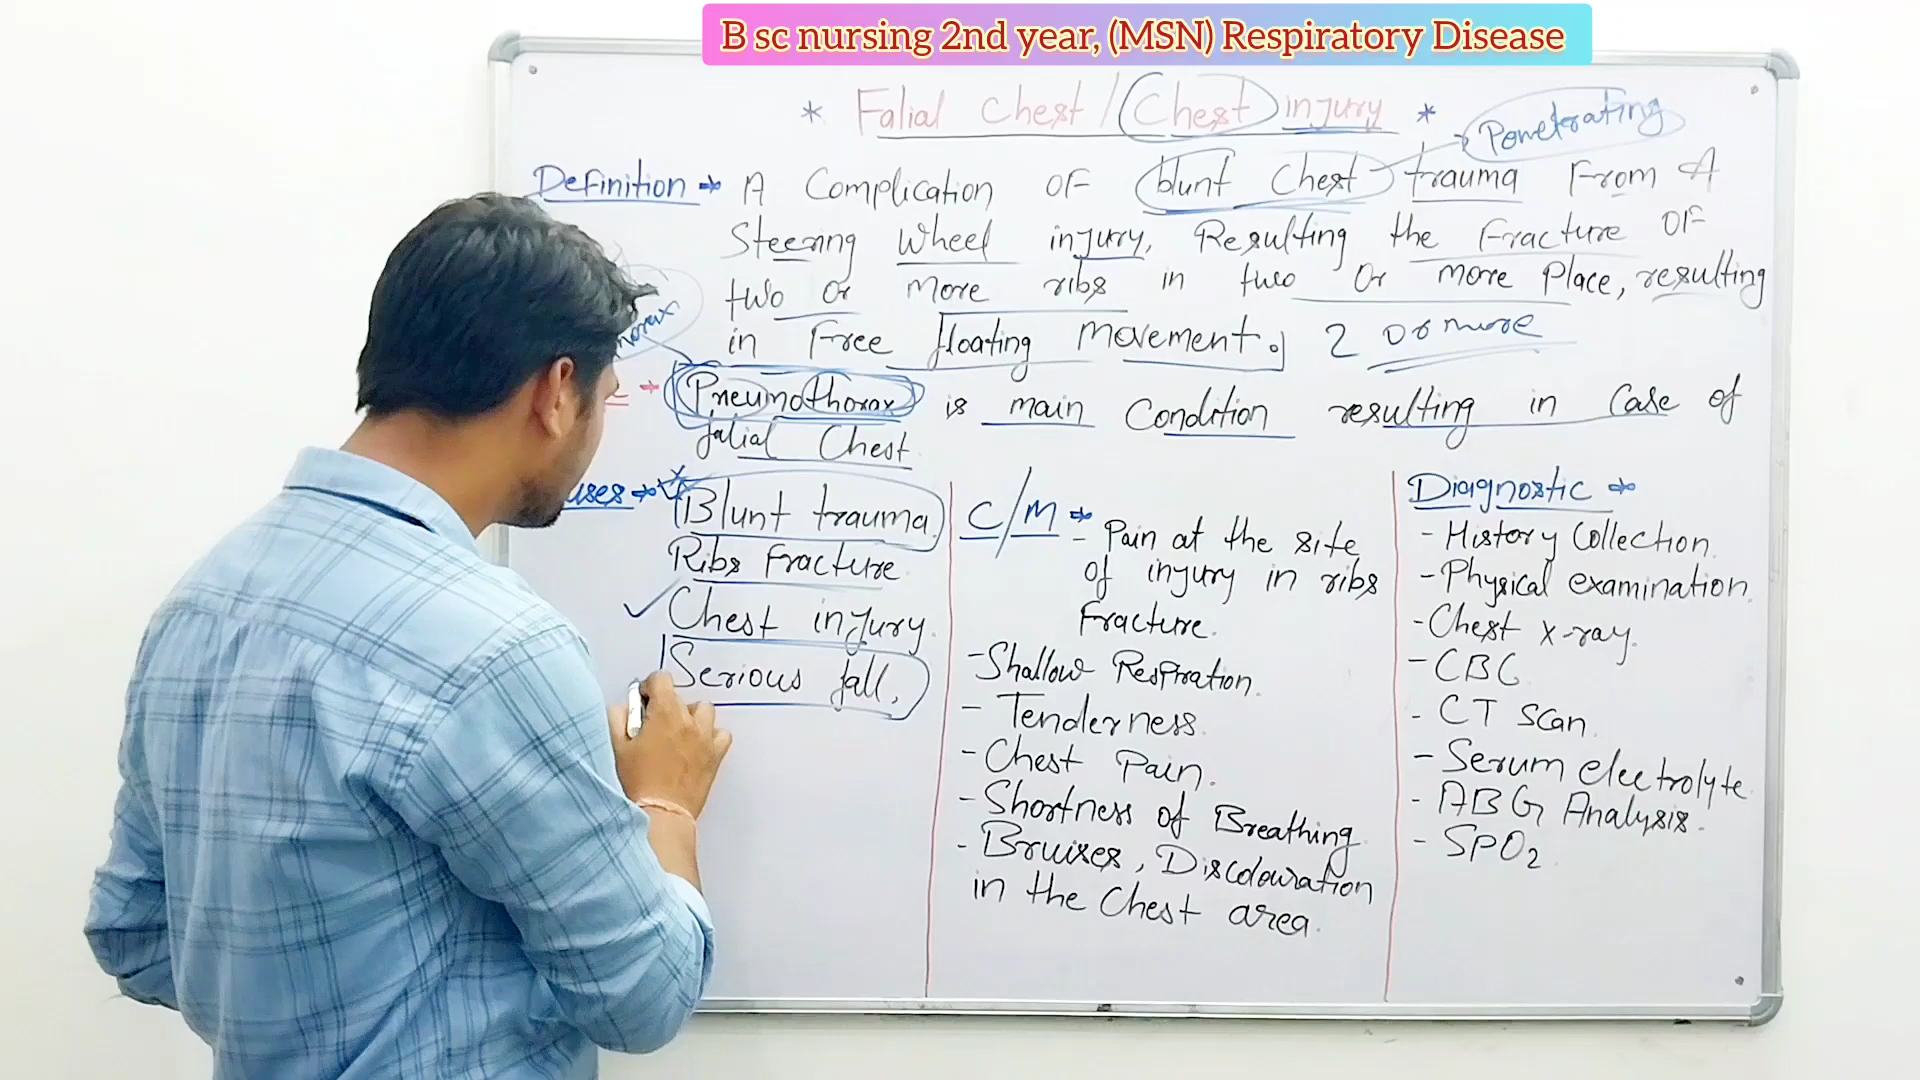 B sc nursing 2nd year, (MSN) Respiratory Disease
* Falial Chest / Chest injury *
Penetrating
Definition → A Complication OF blunt Chest trauma From A
Steering Wheel injury, Resulting the Fracture OF
two or more ribs in two or more Place, resulting
in Free floating Movement. 2 or more
horax
→ Pneumothorax is main Condition resulting in Case of
falial Chest
uses →
Blunt trauma
Ribs Fracture
Chest injury.
Serious fall,
C/M →
- Pain at the site
of injury in ribs
Fracture.
- Shallow Respiration.
- Tenderness.
- Chest Pain.
- Shortness of Breathing
- Bruises, Discolouration
in the Chest area.
Diagnostic →
- History Collection.
- Physical examination.
- Chest x-ray.
- CBC
- CT Scan.
- Serum electrolyte
- ABG Analysis.
- SPO2